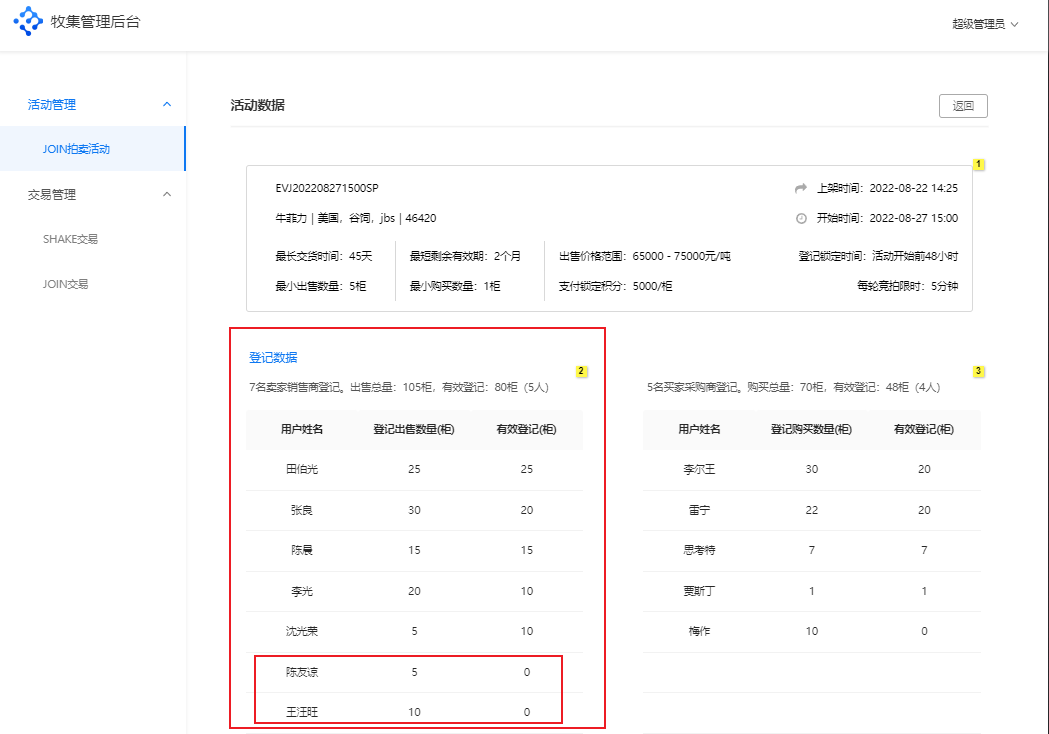 牧集管理后台
超级管理员
活动管理
JOIN拍卖活动
交易管理
SHAKE交易
JOIN交易
活动数据
返回
1
EVJ202208271500SP
上架时间：2022-08-22 14:25
牛菲力 | 美国，谷饲，jbs | 46420
开始时间：2022-08-27 15:00
最长交货时间：45天
最短剩余有效期：2个月
出售价格范围：65000 - 75000元/吨
登记锁定时间：活动开始前48小时
最小出售数量：5柜
最小购买数量：1柜
支付锁定积分：5000/柜
每轮竞拍限时：5分钟
登记数据
2
7名卖家销售商登记。出售总量：105柜，有效登记：80柜（5人）
用户姓名 登记出售数量(柜) 有效登记(柜)
田伯光 25 25
张良 30 20
陈晨 15 15
李光 20 10
沈光荣 5 10
陈友谅 5 0
王汪旺 10 0
3
5名买家采购商登记。购买总量：70柜，有效登记：48柜（4人）
用户姓名 登记购买数量(柜) 有效登记(柜)
李尔王 30 20
雷宁 22 20
思考特 7 7
贾斯丁 1 1
梅作 10 0